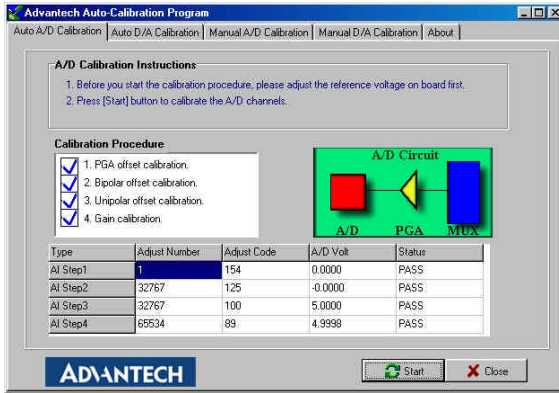 Advantech Auto-Calibration Program
Auto A/D Calibration Auto D/A Calibration Manual A/D Calibration Manual D/A Calibration About
A/D Calibration Instructions
1. Before you start the calibration procedure, please adjust the reference voltage on board first.
2. Press [Start] button to calibrate the A/D channels.
Calibration Procedure
1. PGA offset calibration.
2. Bipolar offset calibration.
3. Unipolar offset calibration.
4. Gain calibration.
A/D Circuit
A/D PGA MUX
Type Adjust Number Adjust Code A/D Volt Status
AI Step1 1 154 0.0000 PASS
AI Step2 32767 125 -0.0000 PASS
AI Step3 32767 100 5.0000 PASS
AI Step4 65534 89 4.9998 PASS
ADVANTECH Start Close